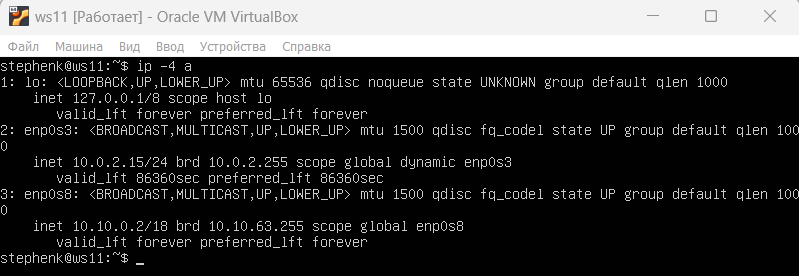 ws11 [Работает] - Oracle VM VirtualBox
Файл Машина Вид Ввод Устройства Справка
stephenk@ws11:~$ ip -4 a
1: lo: <LOOPBACK,UP,LOWER_UP> mtu 65536 qdisc noqueue state UNKNOWN group default qlen 1000
    inet 127.0.0.1/8 scope host lo
       valid_lft forever preferred_lft forever
2: enp0s3: <BROADCAST,MULTICAST,UP,LOWER_UP> mtu 1500 qdisc fq_codel state UP group default qlen 100
0
    inet 10.0.2.15/24 brd 10.0.2.255 scope global dynamic enp0s3
       valid_lft 86360sec preferred_lft 86360sec
3: enp0s8: <BROADCAST,MULTICAST,UP,LOWER_UP> mtu 1500 qdisc fq_codel state UP group default qlen 100
0
    inet 10.10.0.2/18 brd 10.10.63.255 scope global enp0s8
       valid_lft forever preferred_lft forever
stephenk@ws11:~$ _